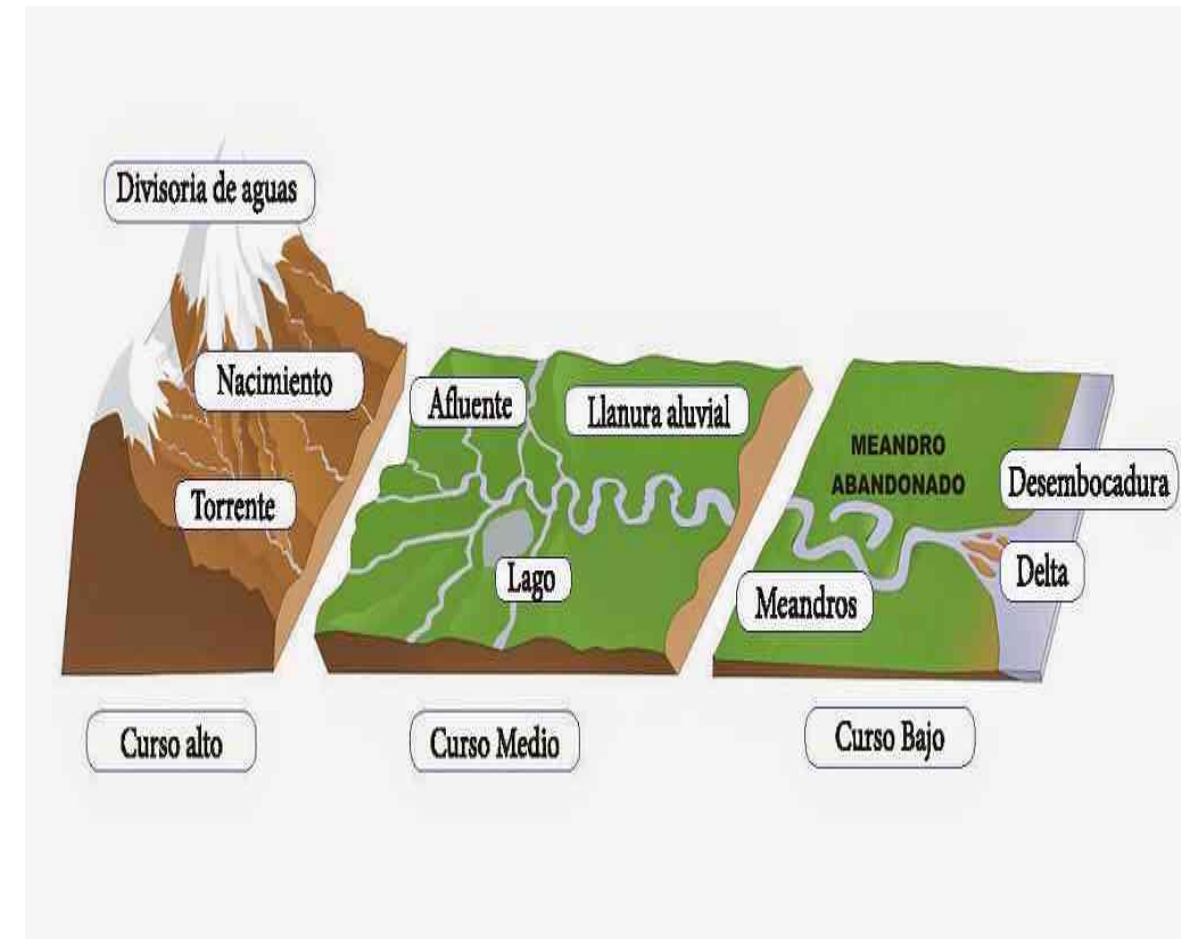 Divisoria de aguas
Nacimiento
Torrente
Afluente
Llanura aluvial
Lago
MEANDRO
ABANDONADO
Desembocadura
Delta
Meandros
Curso alto
Curso Medio
Curso Bajo